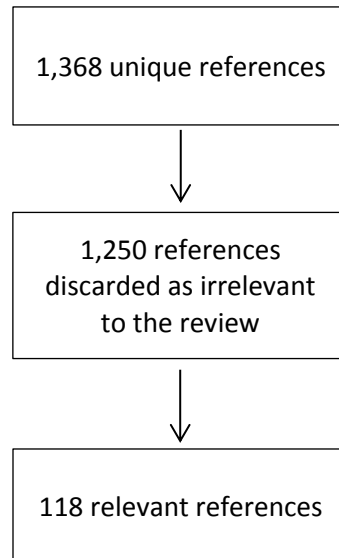 1,368 unique references
1,250 references
discarded as irrelevant
to the review
118 relevant references